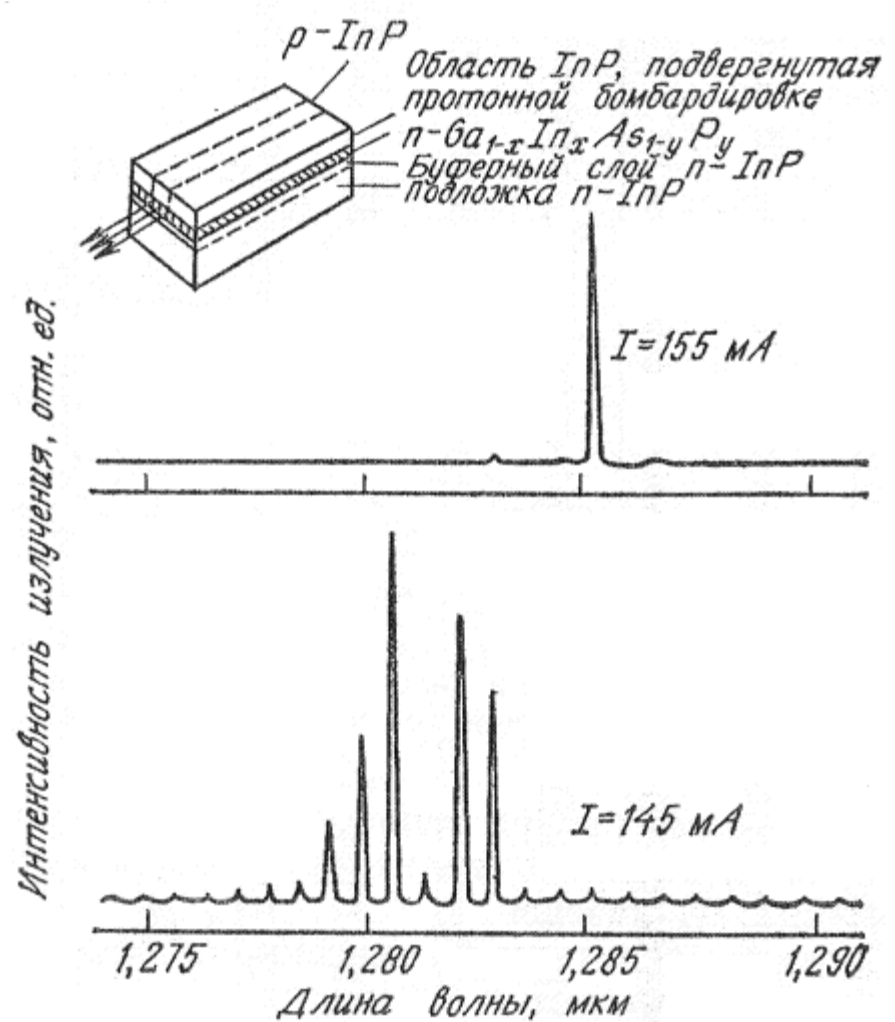 p-InP
Область InP, подвергнутая
протонной бомбардировке
n-Ga₁₋ₓInₓAs₁₋yPy
Буферный слой n-InP
Подложка n-InP
Интенсивность излучения, отн. ед.
I=155 мА
I=145 мА
1,275 1,280 1,285 1,290
Длина волны, мкм